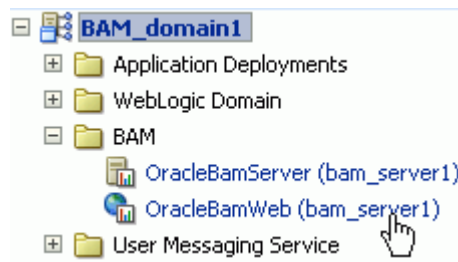 BAM_domain1
Application Deployments
WebLogic Domain
BAM
OracleBamServer (bam_server1)
OracleBamWeb (bam_server1)
User Messaging Service